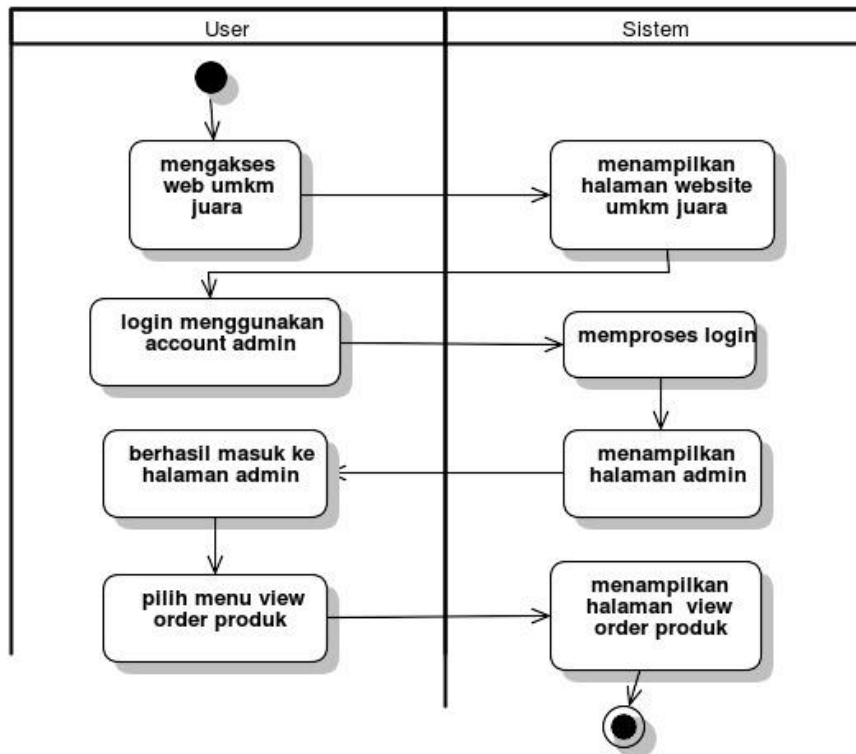 User
Sistem
mengakses
web umkm
juara
menampilkan
halaman website
umkm juara
login menggunakan
account admin
memproses login
berhasil masuk ke
halaman admin
menampilkan
halaman admin
pilih menu view
order produk
menampilkan
halaman view
order produk